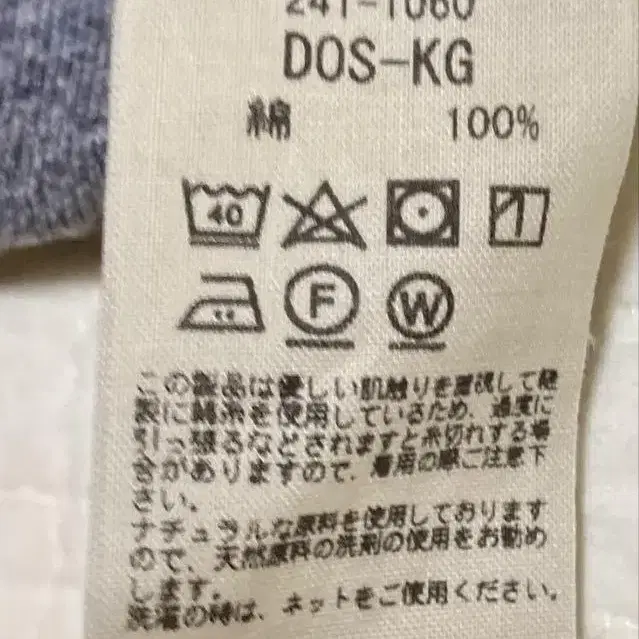 241-1060
DOS-KG
綿 100%
40
F W
この製品は優しい肌触りを重視して縫
製に綿糸を使用しているため、過度に
引っ張るなどされますと糸切れする場
合がありますので、着用の際ご注意下
さい。
ナチュラルな原料を使用しております
ので、天然原料の洗剤の使用をお勧め
します。
洗濯の時は、ネットをご使用ください。